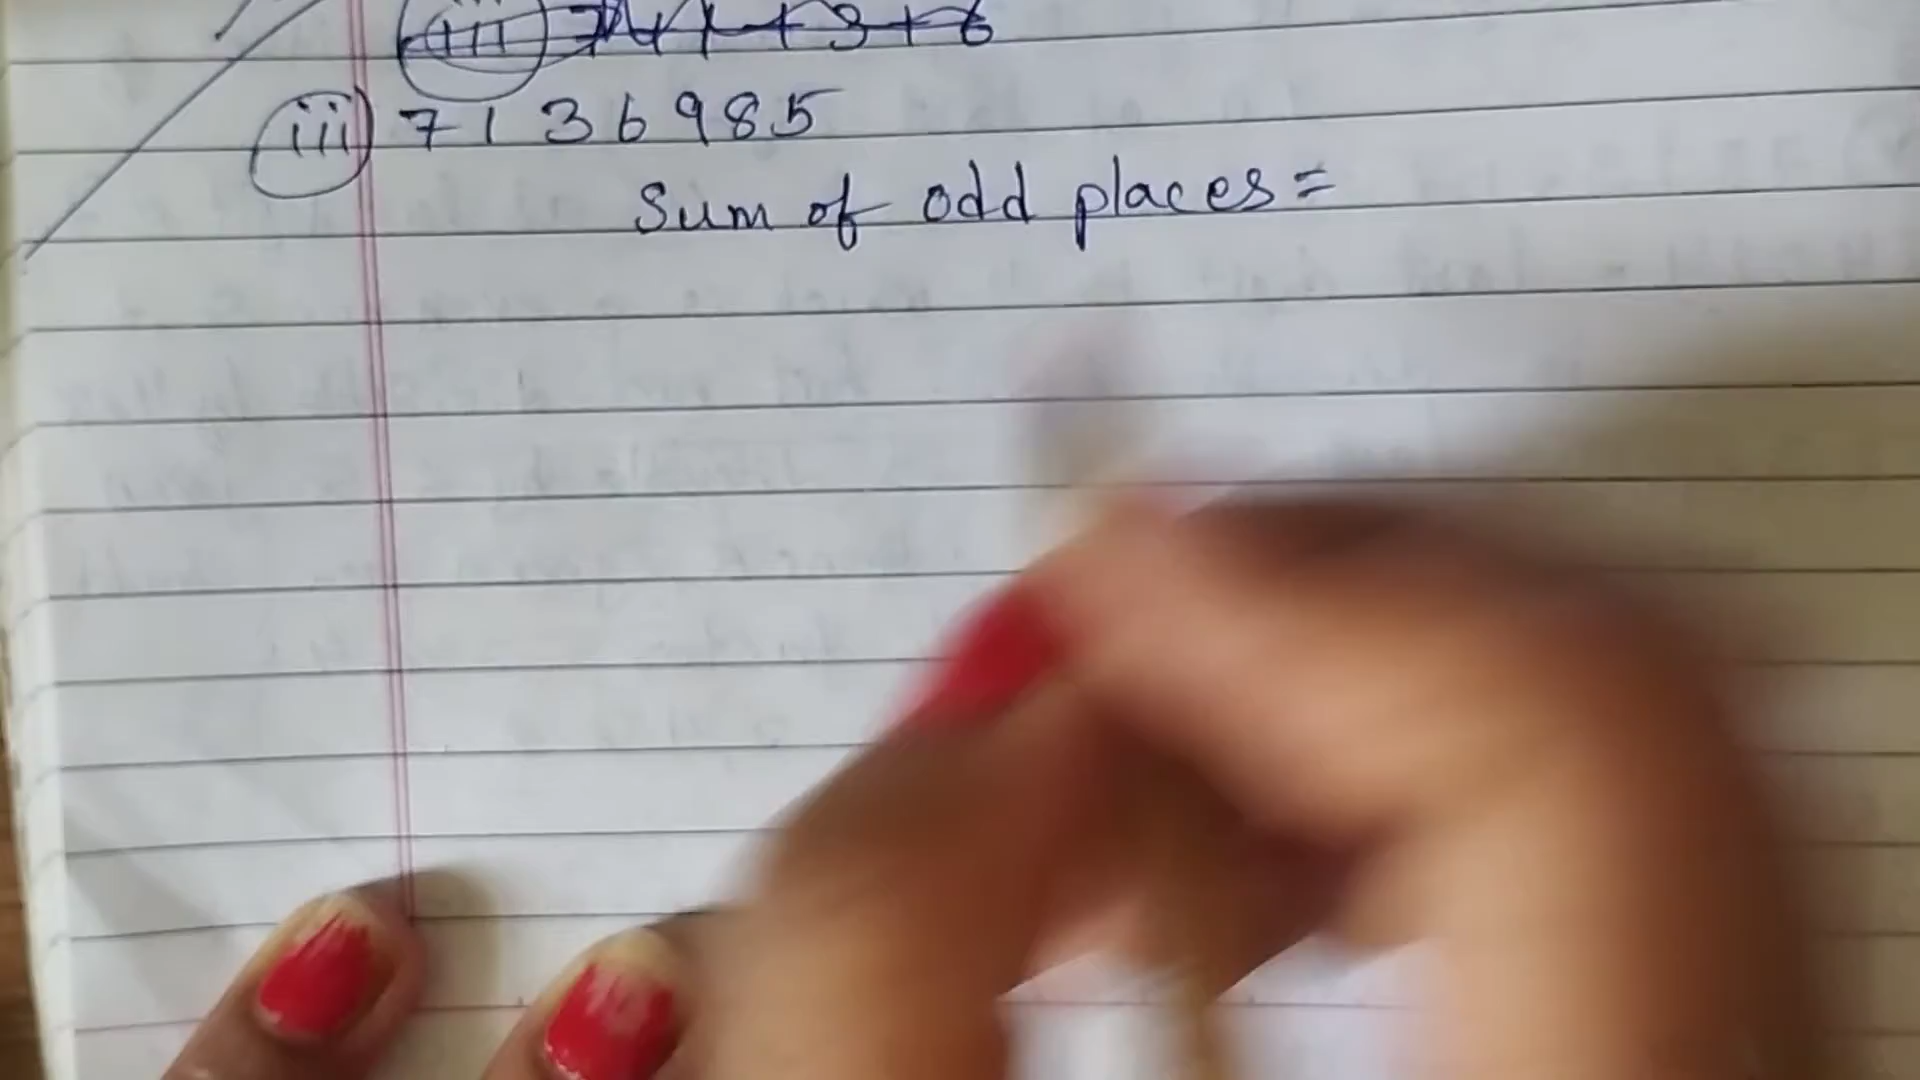 iii) 7136985
Sum of odd places =